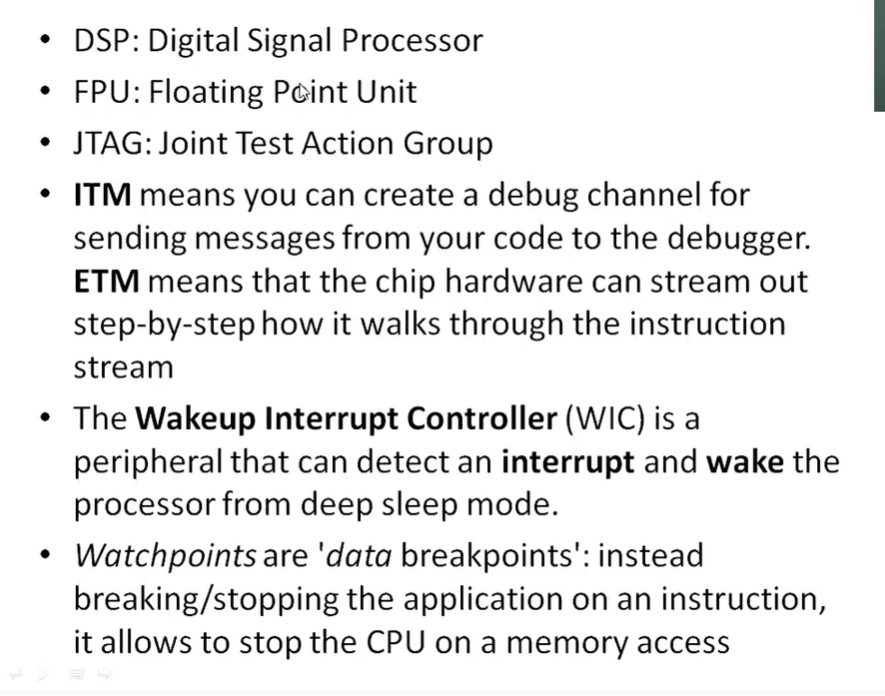 • DSP: Digital Signal Processor
• FPU: Floating Point Unit
• JTAG: Joint Test Action Group
• ITM means you can create a debug channel for
sending messages from your code to the debugger.
ETM means that the chip hardware can stream out
step-by-step how it walks through the instruction
stream
• The Wakeup Interrupt Controller (WIC) is a
peripheral that can detect an interrupt and wake the
processor from deep sleep mode.
• Watchpoints are 'data breakpoints': instead
breaking/stopping the application on an instruction,
it allows to stop the CPU on a memory access